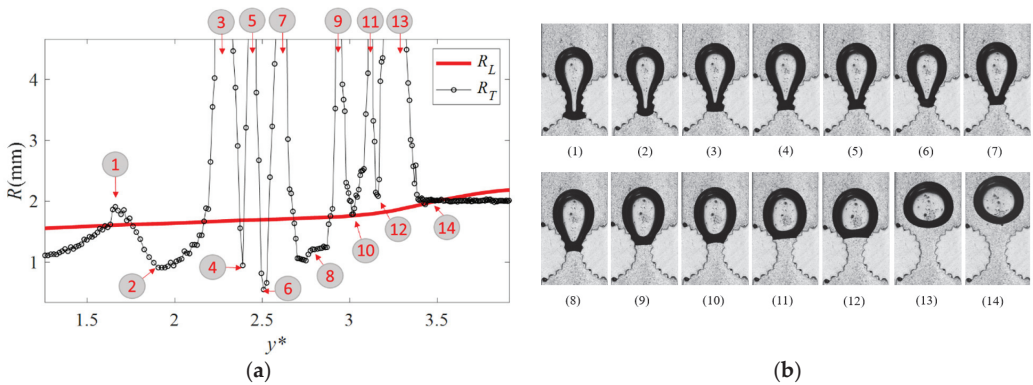 3
5
7
9
11
13
4
3
2
1
R(mm)
R_L
R_T
1
2
4
6
8
10
12
14
1.5
2
2.5
3
3.5
y*
(a)
(b)
(1) (2) (3) (4) (5) (6) (7)
(8) (9) (10) (11) (12) (13) (14)